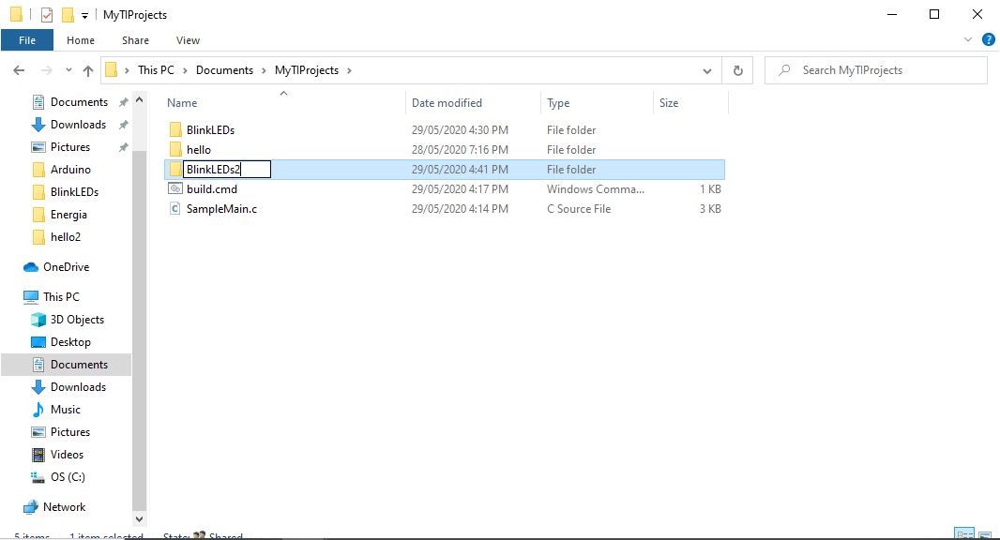 MyTIProjects
File Home Share View
This PC Documents MyTIProjects Search MyTIProjects
Documents
Downloads
Pictures
Arduino
BlinkLEDs
Energia
hello2
OneDrive
This PC
3D Objects
Desktop
Documents
Downloads
Music
Pictures
Videos
OS (C:)
Network
Name Date modified Type Size
BlinkLEDs 29/05/2020 4:30 PM File folder
hello 28/05/2020 7:16 PM File folder
BlinkLEDs2 29/05/2020 4:41 PM File folder
build.cmd 29/05/2020 4:17 PM Windows Comma... 1 KB
SampleMain.c 29/05/2020 4:14 PM C Source File 3 KB
5 items 1 item selected State: Shared